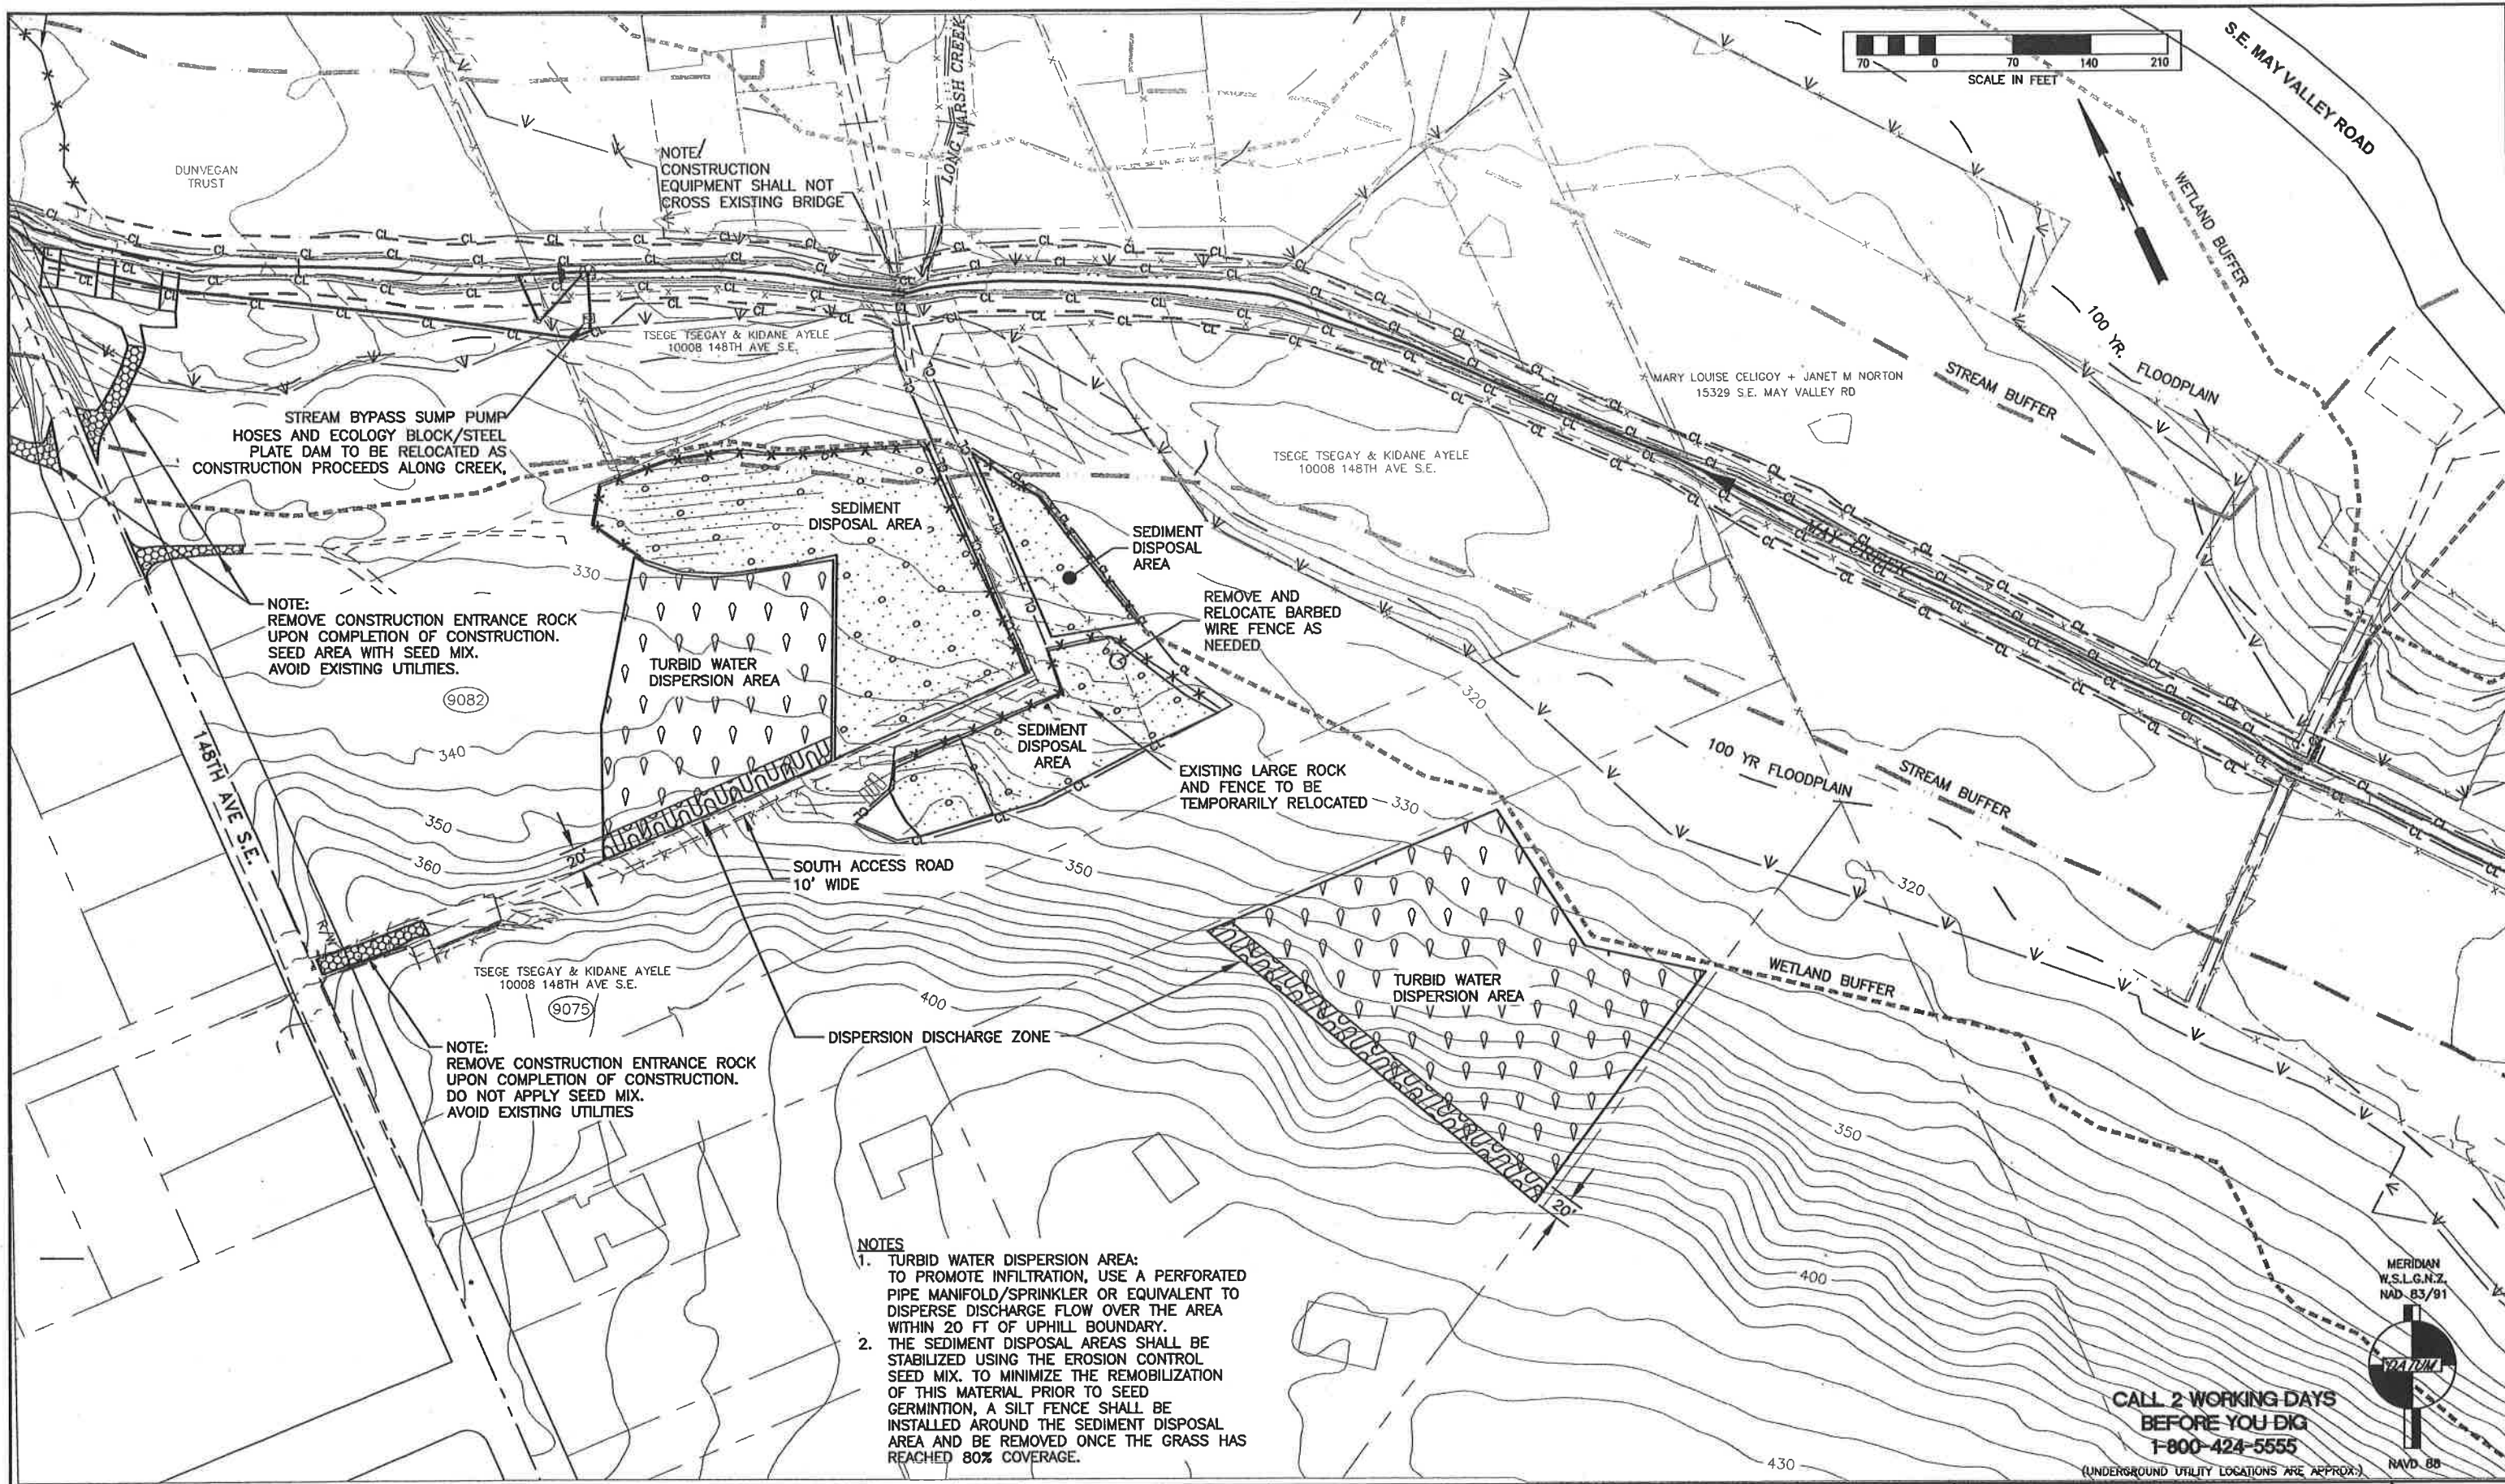 S.E. MAY VALLEY ROAD
70 0 70 140 210
SCALE IN FEET
N
LONG MARSH CREEK
DUNVEGAN
TRUST
NOTE:
CONSTRUCTION
EQUIPMENT SHALL NOT
CROSS EXISTING BRIDGE
WETLAND BUFFER
100 YR. FLOODPLAIN
STREAM BUFFER
TSEGE TSEGAY & KIDANE AYELE
10008 148TH AVE S.E.
MARY LOUISE CELIGOY + JANET M NORTON
15329 S.E. MAY VALLEY RD
STREAM BYPASS SUMP PUMP
HOSES AND ECOLOGY BLOCK/STEEL
PLATE DAM TO BE RELOCATED AS
CONSTRUCTION PROCEEDS ALONG CREEK,
TSEGE TSEGAY & KIDANE AYELE
10008 148TH AVE S.E.
SEDIMENT
DISPOSAL AREA
SEDIMENT
DISPOSAL
AREA
MAY CREEK
330
NOTE:
REMOVE CONSTRUCTION ENTRANCE ROCK
UPON COMPLETION OF CONSTRUCTION.
SEED AREA WITH SEED MIX.
AVOID EXISTING UTILITIES.
REMOVE AND
RELOCATE BARBED
WIRE FENCE AS
NEEDED
TURBID WATER
DISPERSION AREA
9082
320
340
SEDIMENT
DISPOSAL
AREA
148TH AVE S.E.
EXISTING LARGE ROCK
AND FENCE TO BE
TEMPORARILY RELOCATED
330
100 YR FLOODPLAIN
STREAM BUFFER
350
360
20'
SOUTH ACCESS ROAD
10' WIDE
350
320
TSEGE TSEGAY & KIDANE AYELE
10008 148TH AVE S.E.
9075
400
TURBID WATER
DISPERSION AREA
WETLAND BUFFER
DISPERSION DISCHARGE ZONE
NOTE:
REMOVE CONSTRUCTION ENTRANCE ROCK
UPON COMPLETION OF CONSTRUCTION.
DO NOT APPLY SEED MIX.
AVOID EXISTING UTILITIES
350
20'
NOTES
1. TURBID WATER DISPERSION AREA:
TO PROMOTE INFILTRATION, USE A PERFORATED
PIPE MANIFOLD/SPRINKLER OR EQUIVALENT TO
DISPERSE DISCHARGE FLOW OVER THE AREA
WITHIN 20 FT OF UPHILL BOUNDARY.
2. THE SEDIMENT DISPOSAL AREAS SHALL BE
STABILIZED USING THE EROSION CONTROL
SEED MIX. TO MINIMIZE THE REMOBILIZATION
OF THIS MATERIAL PRIOR TO SEED
GERMINTION, A SILT FENCE SHALL BE
INSTALLED AROUND THE SEDIMENT DISPOSAL
AREA AND BE REMOVED ONCE THE GRASS HAS
REACHED 80% COVERAGE.
400
430
MERIDIAN
W.S.L.G.N.Z.
NAD 83/91
DATUM
NAVD 88
CALL 2 WORKING DAYS
BEFORE YOU DIG
1-800-424-5555
(UNDERGROUND UTILITY LOCATIONS ARE APPROX.)